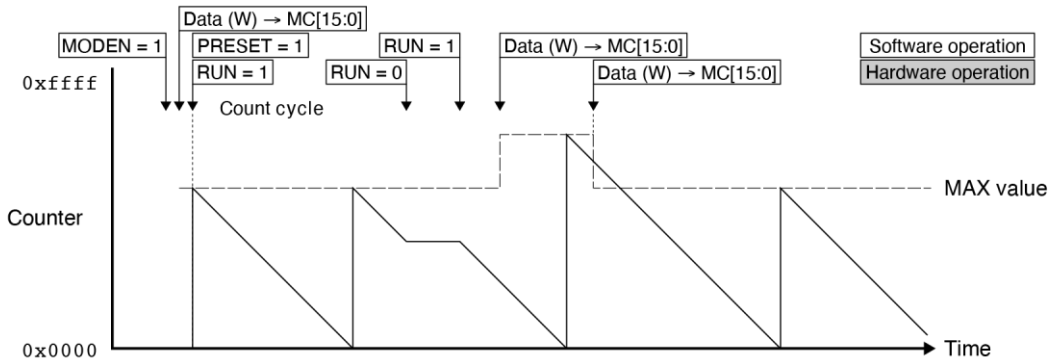 Data (W) → MC[15:0]
MODEN = 1
PRESET = 1
RUN = 1
Data (W) → MC[15:0]
Software operation
RUN = 1
RUN = 0
Data (W) → MC[15:0]
Hardware operation
0xffff
Count cycle
MAX value
Counter
0x0000
Time